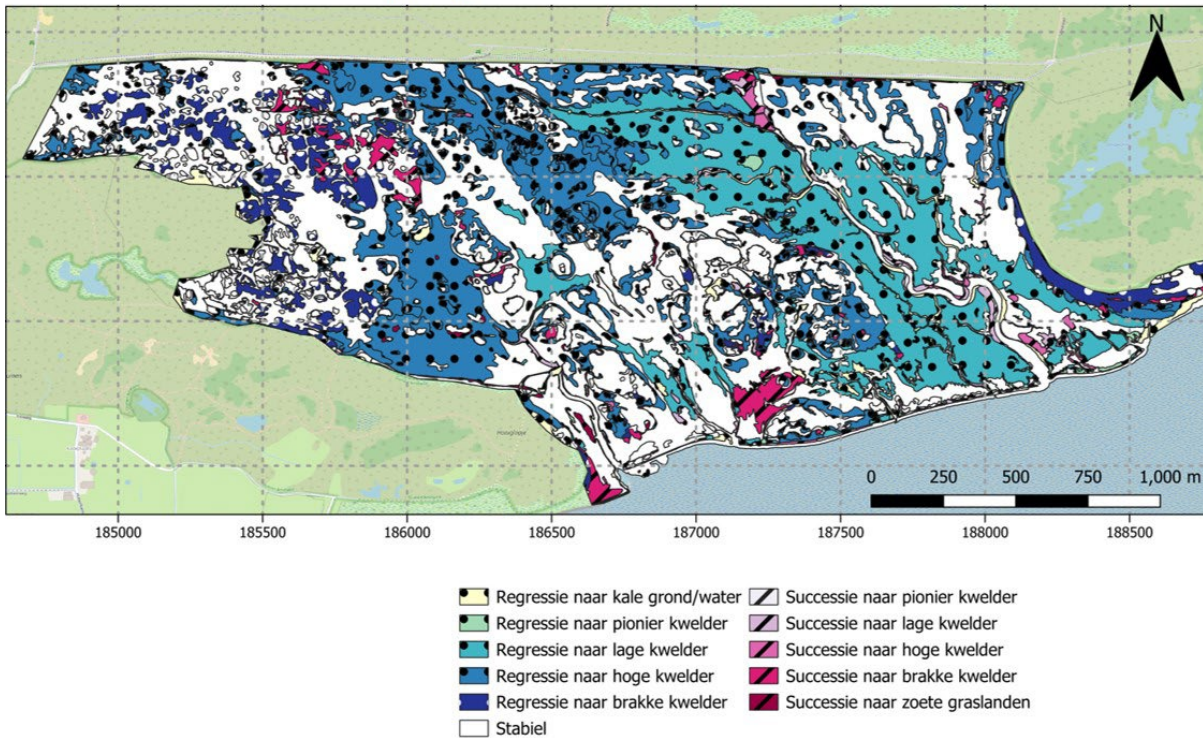 N
0 250 500 750 1,000 m
185000 185500 186000 186500 187000 187500 188000 188500
Regressie naar kale grond/water
Regressie naar pionier kwelder
Regressie naar lage kwelder
Regressie naar hoge kwelder
Regressie naar brakke kwelder
Stabiel
Successie naar pionier kwelder
Successie naar lage kwelder
Successie naar hoge kwelder
Successie naar brakke kwelder
Successie naar zoete graslanden